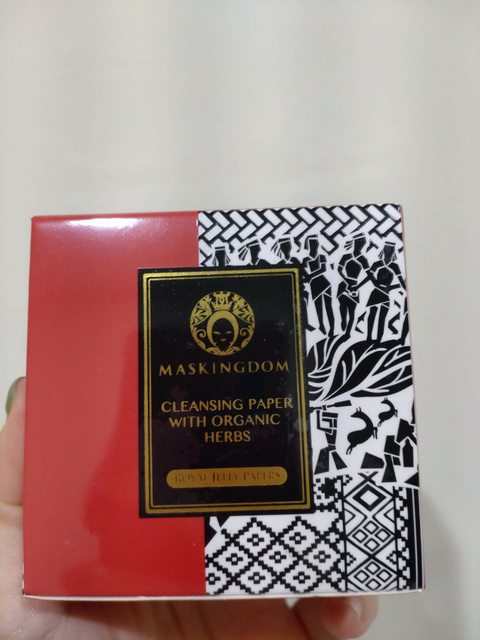 MASKINGDOM
CLEANSING PAPER
WITH ORGANIC
HERBS
ROYAL JELLY PAPERS